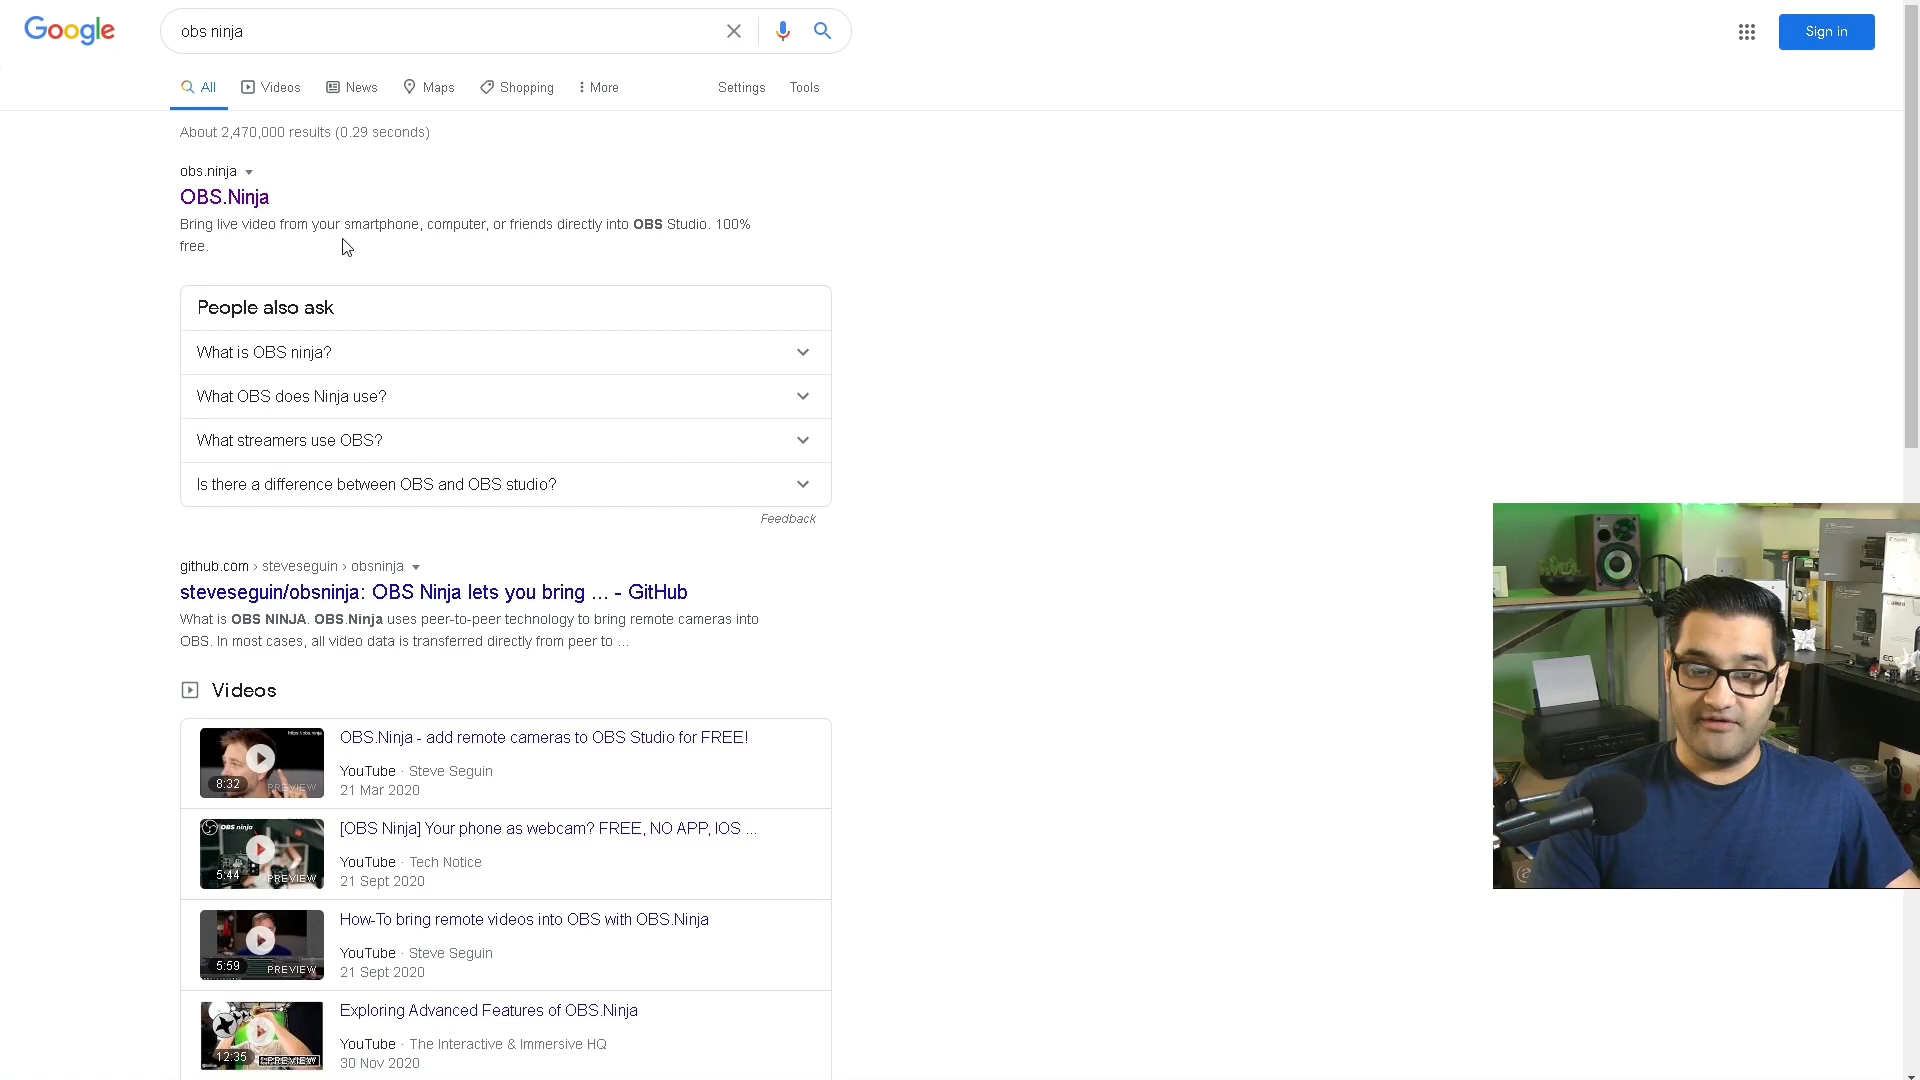 Google
obs ninja
Sign in
All
Videos
News
Maps
Shopping
More
Settings
Tools
About 2,470,000 results (0.29 seconds)
obs.ninja
OBS.Ninja
Bring live video from your smartphone, computer, or friends directly into OBS Studio. 100%
free.
People also ask
What is OBS ninja?
What OBS does Ninja use?
What streamers use OBS?
Is there a difference between OBS and OBS studio?
Feedback
github.com › steveseguin › obsninja
steveseguin/obsninja: OBS Ninja lets you bring ... - GitHub
What is OBS NINJA. OBS.Ninja uses peer-to-peer technology to bring remote cameras into
OBS. In most cases, all video data is transferred directly from peer to ...
Videos
https://obs.ninja
8:32
PREVIEW
OBS.Ninja - add remote cameras to OBS Studio for FREE!
YouTube · Steve Seguin
21 Mar 2020
OBS ninja
5:44
PREVIEW
[OBS Ninja] Your phone as webcam? FREE, NO APP, IOS ...
YouTube · Tech Notice
21 Sept 2020
5:59
PREVIEW
How-To bring remote videos into OBS with OBS.Ninja
YouTube · Steve Seguin
21 Sept 2020
12:35
PREVIEW
Exploring Advanced Features of OBS.Ninja
YouTube · The Interactive & Immersive HQ
30 Nov 2020
Canon